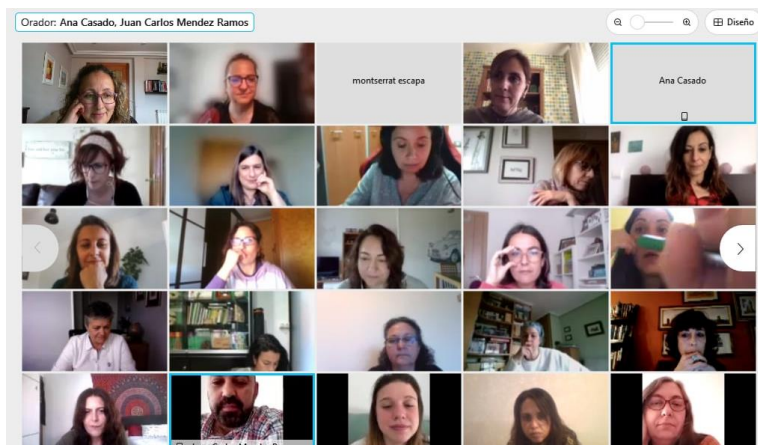 Orador: Ana Casado, Juan Carlos Mendez Ramos
Diseño
montserrat escapa
Ana Casado